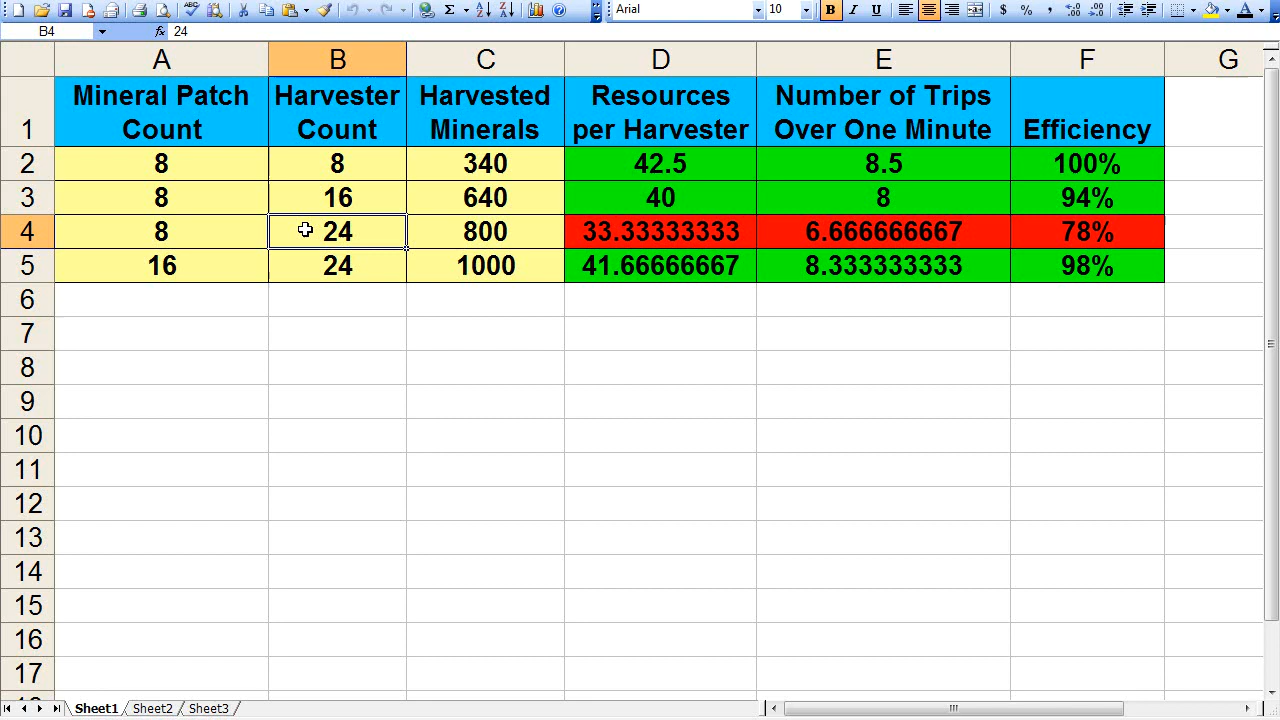 Arial 10 B I U $ % ,
B4 fx 24
A B C D E F G
Mineral Patch Harvester Harvested Resources Number of Trips
1 Count Count Minerals per Harvester Over One Minute Efficiency
2 8 8 340 42.5 8.5 100%
3 8 16 640 40 8 94%
4 8 24 800 33.33333333 6.666666667 78%
5 16 24 1000 41.66666667 8.333333333 98%
6
7
8
9
10
11
12
13
14
15
16
17
Sheet1 Sheet2 Sheet3